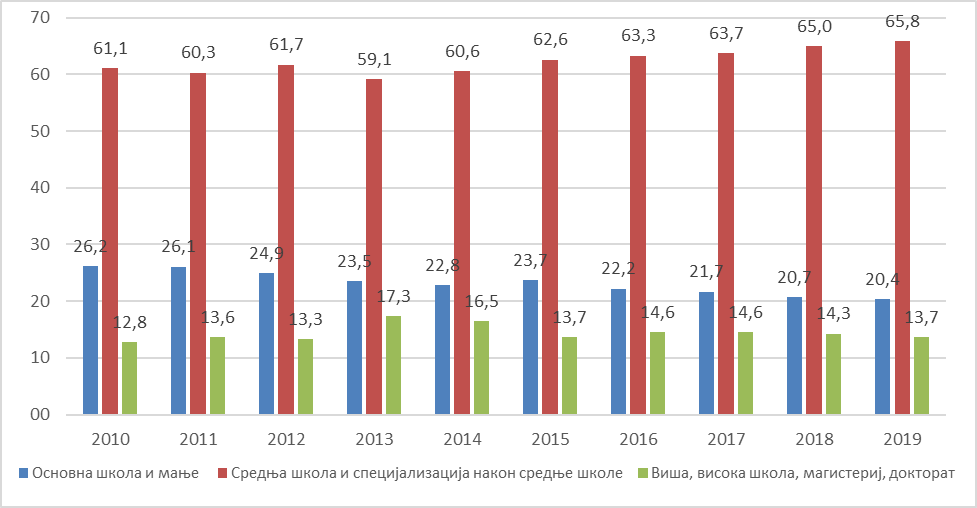 70
60
50
40
30
20
10
00
61,1 60,3 61,7 59,1 60,6 62,6 63,3 63,7 65,0 65,8
26,2 26,1 24,9 23,5 22,8 23,7 22,2 21,7 20,7 20,4
12,8 13,6 13,3 17,3 16,5 13,7 14,6 14,6 14,3 13,7
2010 2011 2012 2013 2014 2015 2016 2017 2018 2019
Основна школа и мање Средња школа и специјализација након средње школе Виша, висока школа, магистериј, докторат